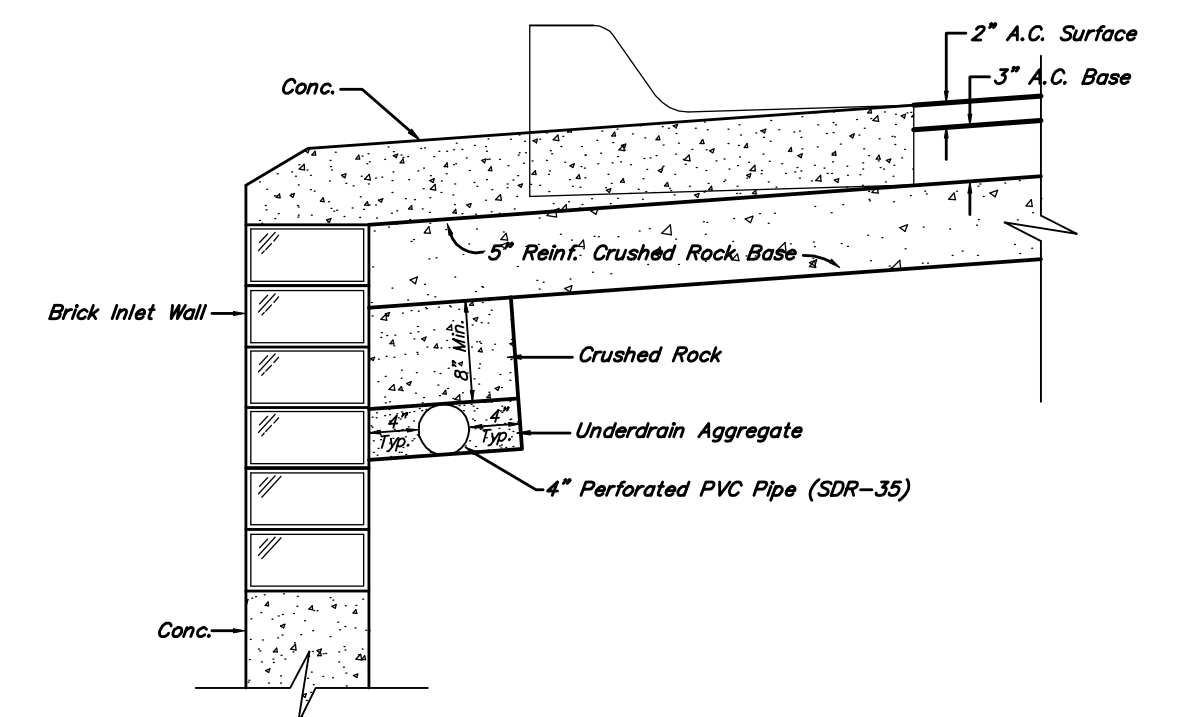 2" A.C. Surface
3" A.C. Base
Conc.
5" Reinf. Crushed Rock Base
Brick Inlet Wall
8" Min.
Crushed Rock
4"
Typ.
4"
Typ.
Underdrain Aggregate
4" Perforated PVC Pipe (SDR-35)
Conc.